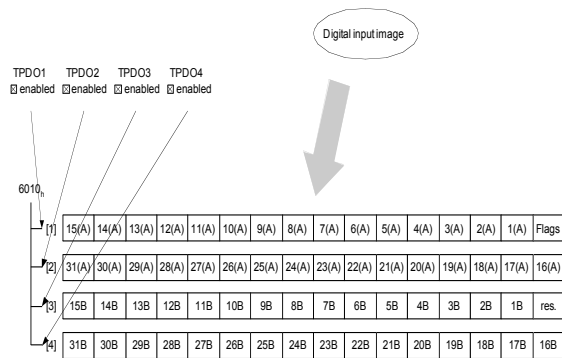 Digital input image
TPDO1 TPDO2 TPDO3 TPDO4
☒ enabled ☒ enabled ☒ enabled ☒ enabled
6010h
[1] 15(A) 14(A) 13(A) 12(A) 11(A) 10(A) 9(A) 8(A) 7(A) 6(A) 5(A) 4(A) 3(A) 2(A) 1(A) Flags
[2] 31(A) 30(A) 29(A) 28(A) 27(A) 26(A) 25(A) 24(A) 23(A) 22(A) 21(A) 20(A) 19(A) 18(A) 17(A) 16(A)
[3] 15B 14B 13B 12B 11B 10B 9B 8B 7B 6B 5B 4B 3B 2B 1B res.
[4] 31B 30B 29B 28B 27B 26B 25B 24B 23B 22B 21B 20B 19B 18B 17B 16B